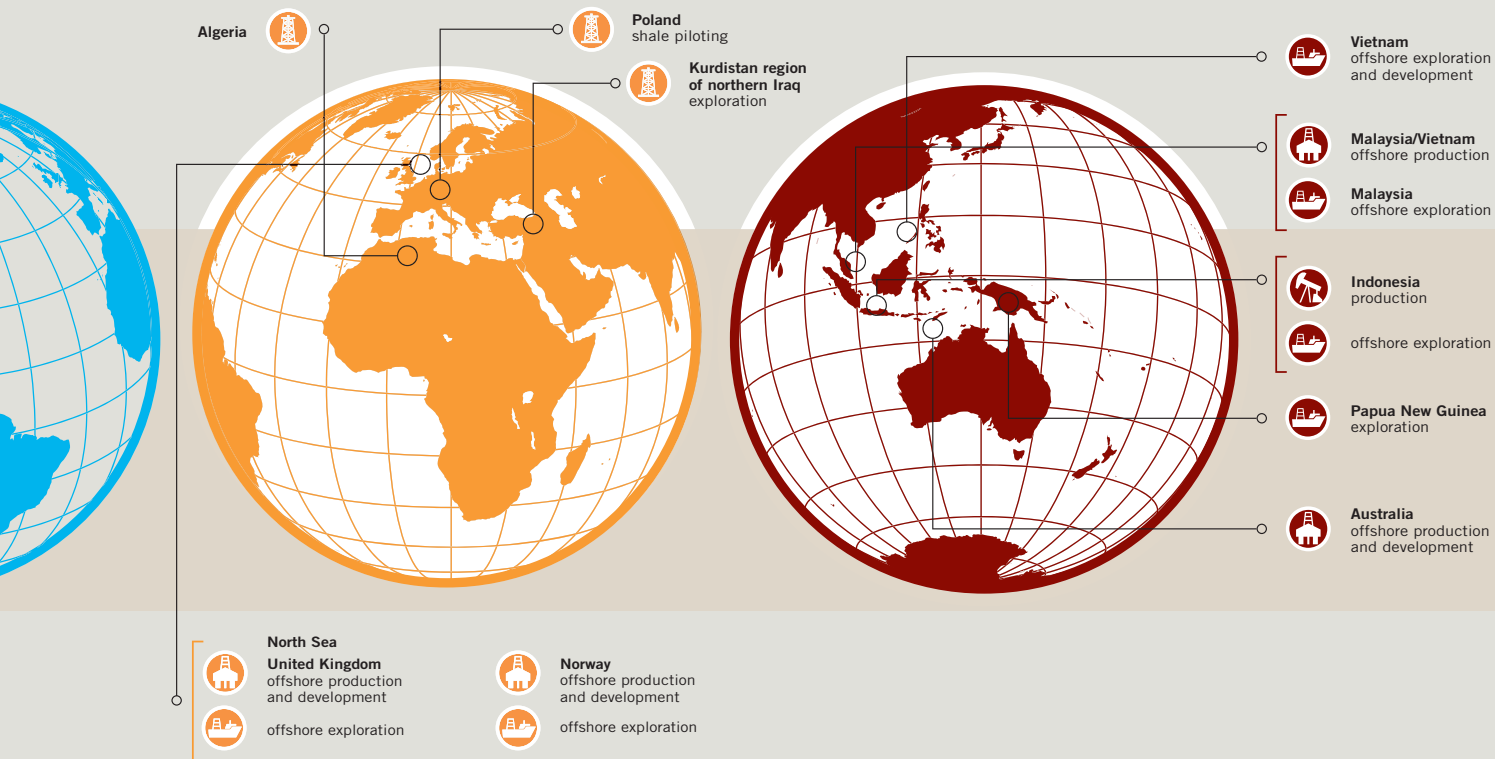 Algeria
Poland
shale piloting
Kurdistan region
of northern Iraq
exploration
Vietnam
offshore exploration
and development
Malaysia/Vietnam
offshore production
Malaysia
offshore exploration
Indonesia
production
offshore exploration
Papua New Guinea
exploration
Australia
offshore production
and development
North Sea
United Kingdom
offshore production
and development
offshore exploration
Norway
offshore production
and development
offshore exploration